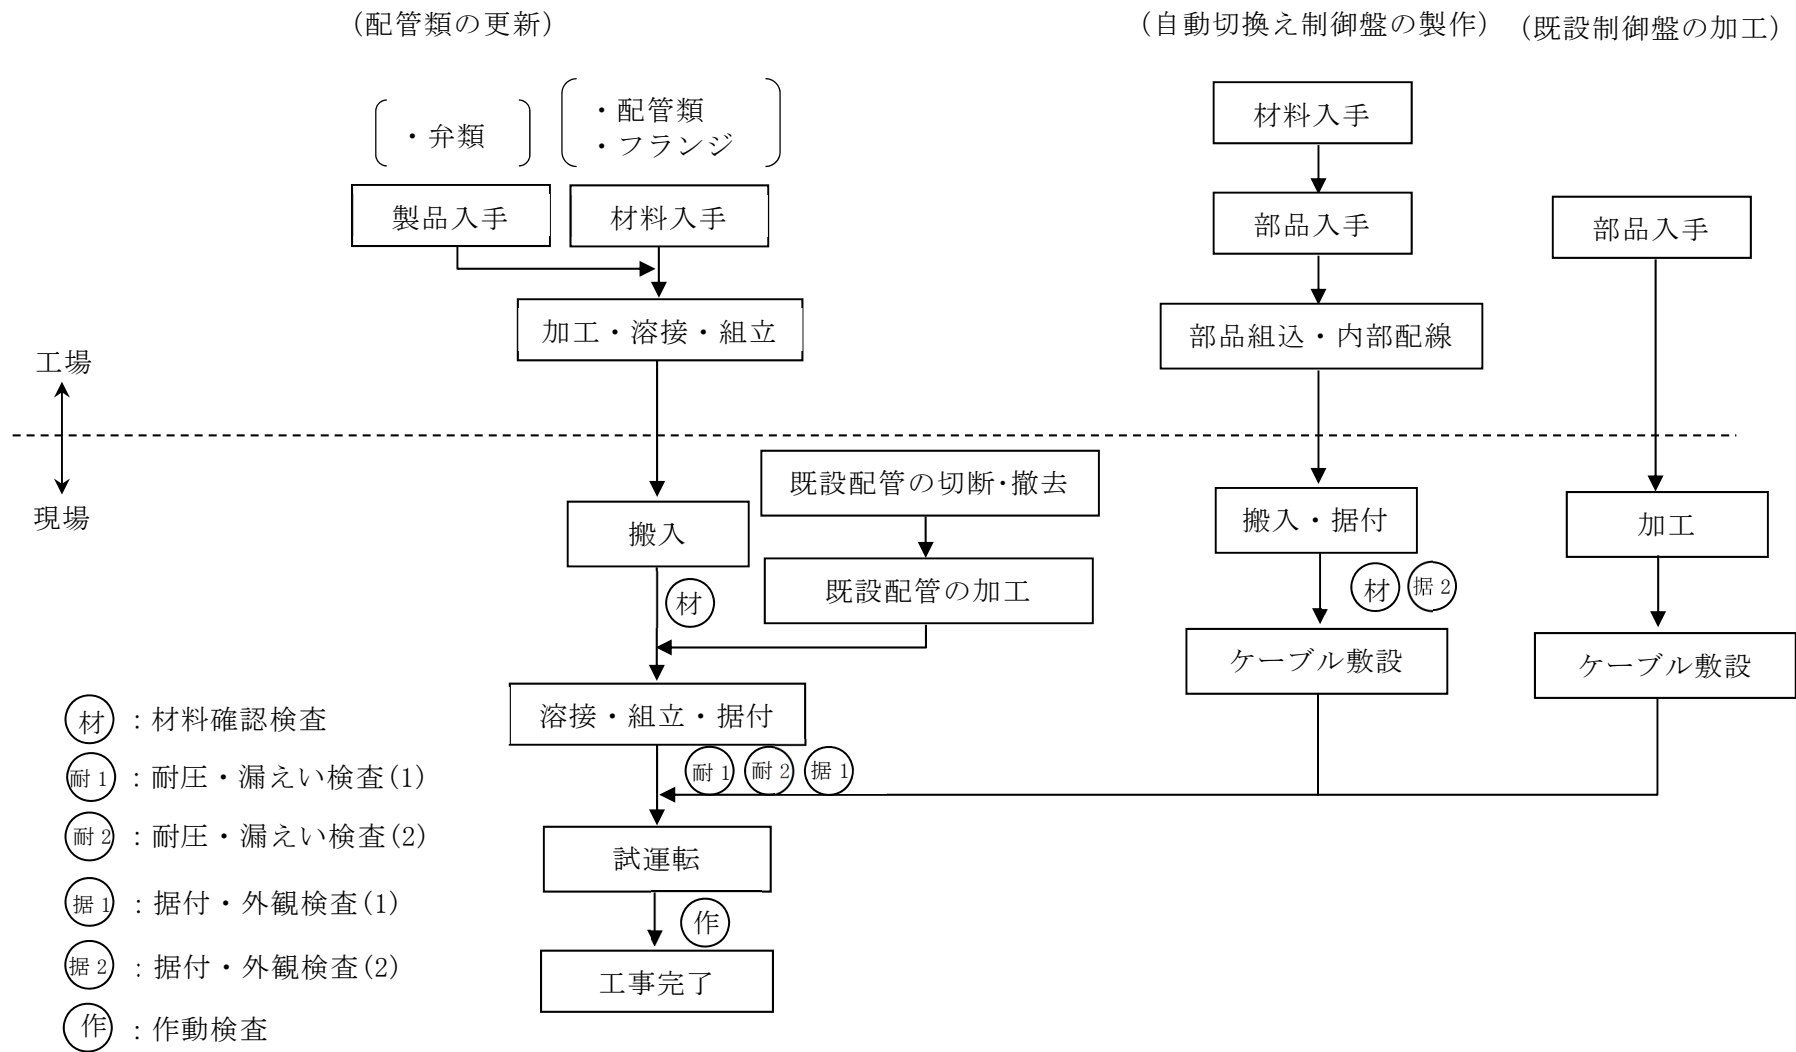 (配管類の更新)
(自動切換え制御盤の製作)
(既設制御盤の加工)
・弁類
・配管類
・フランジ
製品入手
材料入手
加工・溶接・組立
材料入手
部品入手
部品組込・内部配線
部品入手
工場
現場
搬入
材
既設配管の切断・撤去
既設配管の加工
溶接・組立・据付
耐1
耐2
据1
搬入・据付
材
据2
ケーブル敷設
加工
ケーブル敷設
試運転
作
工事完了
材 : 材料確認検査
耐1 : 耐圧・漏えい検査(1)
耐2 : 耐圧・漏えい検査(2)
据1 : 据付・外観検査(1)
据2 : 据付・外観検査(2)
作 : 作動検査